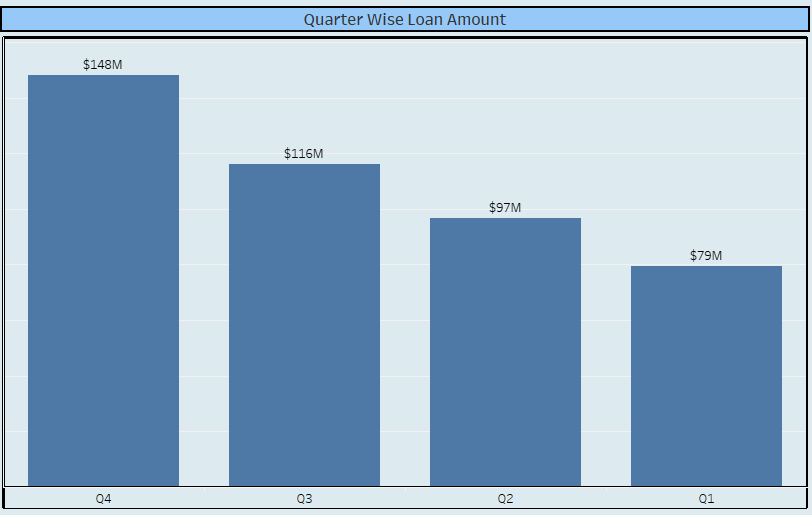 Quarter Wise Loan Amount
$148M
$116M
$97M
$79M
Q4 Q3 Q2 Q1